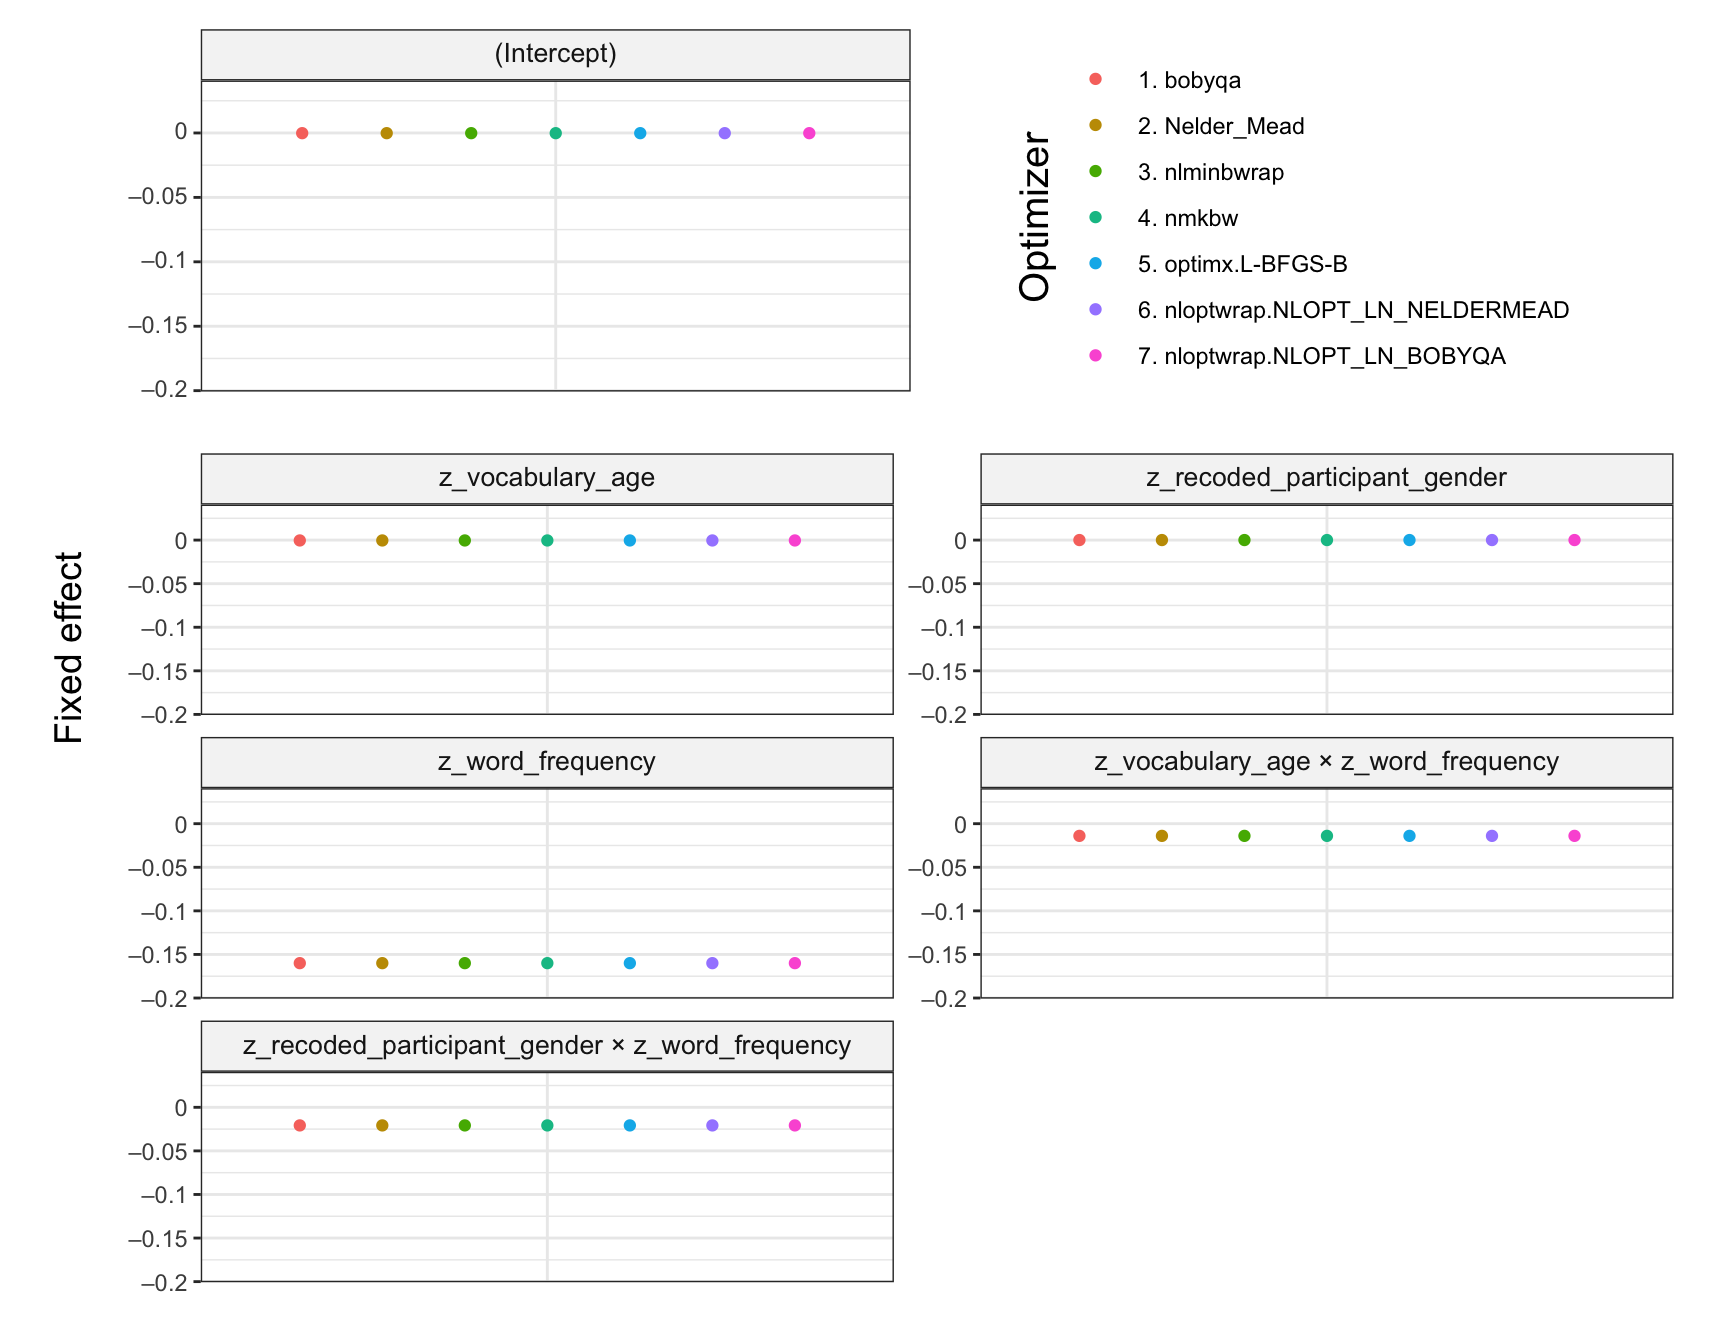 (Intercept)
0
–0.05
–0.1
–0.15
–0.2
Optimizer
1. bobyqa
2. Nelder_Mead
3. nlminbwrap
4. nmkbw
5. optimx.L-BFGS-B
6. nloptwrap.NLOPT_LN_NELDERMEAD
7. nloptwrap.NLOPT_LN_BOBYQA
Fixed effect
z_vocabulary_age
0
–0.05
–0.1
–0.15
–0.2
z_recoded_participant_gender
0
–0.05
–0.1
–0.15
–0.2
z_word_frequency
0
–0.05
–0.1
–0.15
–0.2
z_vocabulary_age × z_word_frequency
0
–0.05
–0.1
–0.15
–0.2
z_recoded_participant_gender × z_word_frequency
0
–0.05
–0.1
–0.15
–0.2